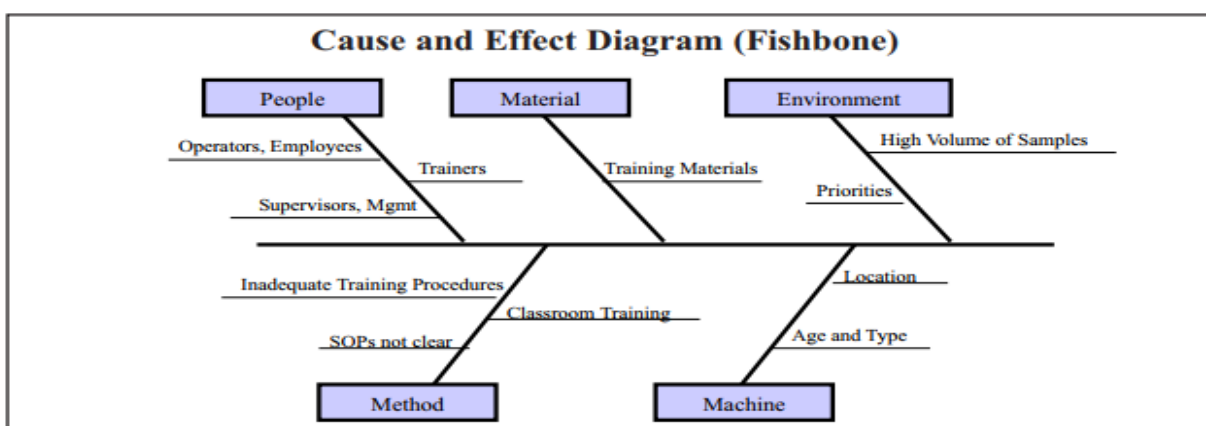 Cause and Effect Diagram (Fishbone)
People
Material
Environment
Operators, Employees
High Volume of Samples
Trainers
Training Materials
Priorities
Supervisors, Mgmt
Location
Inadequate Training Procedures
Classroom Training
Age and Type
SOPs not clear
Method
Machine